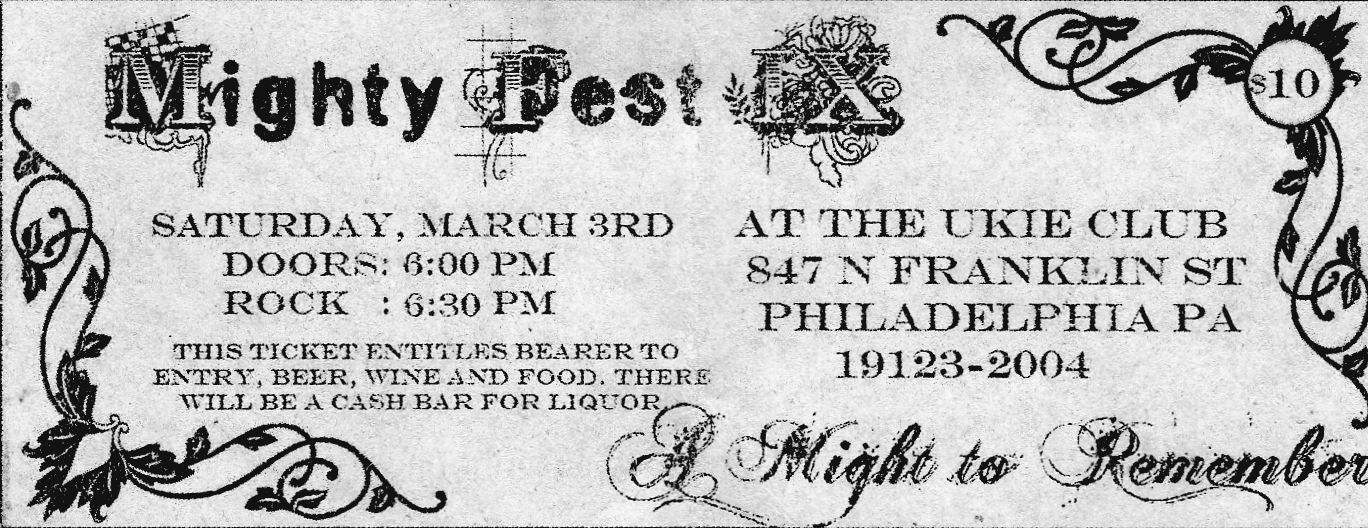 Mighty Fest IX
$10
SATURDAY, MARCH 3RD
DOORS: 6:00 PM
ROCK : 6:30 PM
THIS TICKET ENTITLES BEARER TO
ENTRY, BEER, WINE AND FOOD. THERE
WILL BE A CASH BAR FOR LIQUOR
AT THE UKIE CLUB
847 N FRANKLIN ST
PHILADELPHIA PA
19123-2004
A Might to Remember